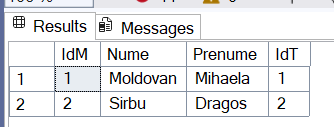 Results Messages
IdM Nume Prenume IdT
1 1 Moldovan Mihaela 1
2 2 Sirbu Dragos 2